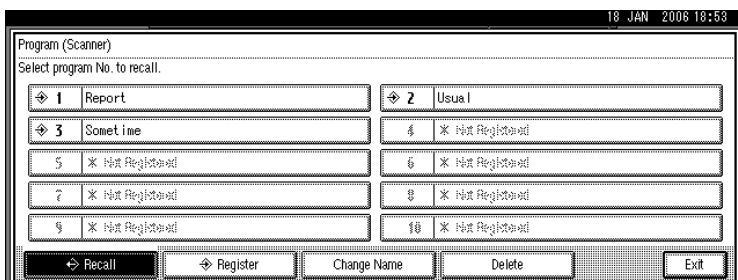 18 JAN 2006 18:53
Program (Scanner)
Select program No. to recall.
1 Report
2 Usual
3 Sometime
4 * Not Registered
5 * Not Registered
6 * Not Registered
7 * Not Registered
8 * Not Registered
9 * Not Registered
10 * Not Registered
Recall Register Change Name Delete Exit